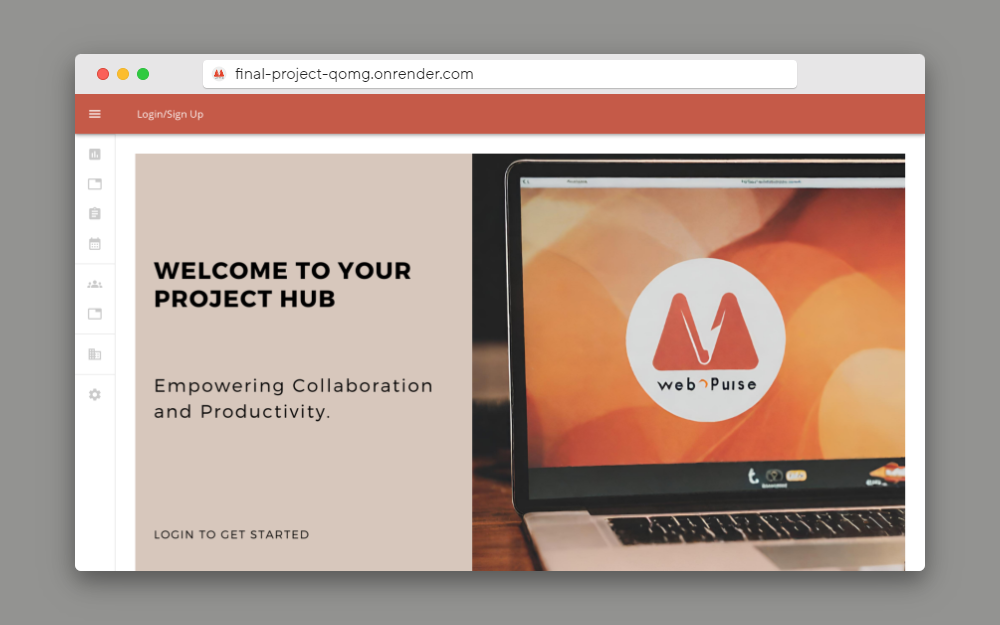 final-project-qomg.onrender.com
Login/Sign Up
WELCOME TO YOUR
PROJECT HUB
Empowering Collaboration
and Productivity.
LOGIN TO GET STARTED
web Puise